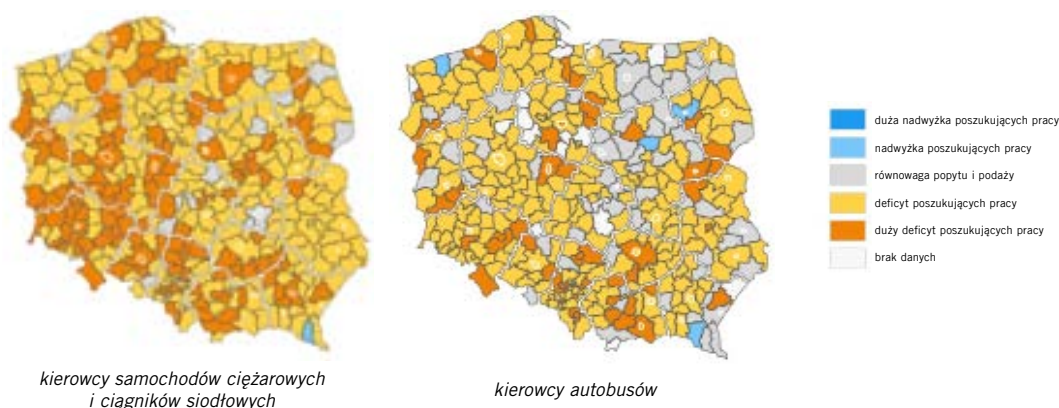 duża nadwyżka poszukujących pracy
nadwyżka poszukujących pracy
równowaga popytu i podaży
deficyt poszukujących pracy
duży deficyt poszukujących pracy
brak danych
kierowcy samochodów ciężarowych
i ciągników siodłowych
kierowcy autobusów